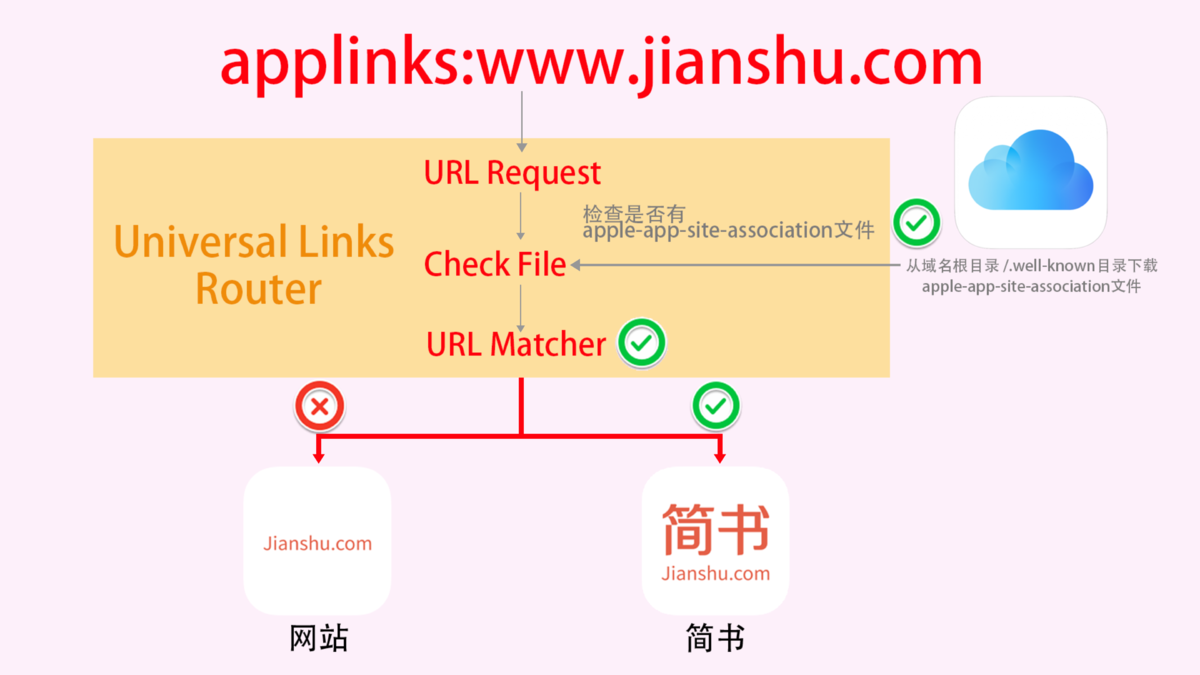 applinks:www.jianshu.com
URL Request
Universal Links
Router
检查是否有
apple-app-site-association文件
Check File
从域名根目录 /.well-known目录下载
apple-app-site-association文件
URL Matcher
Jianshu.com
网站
简书
Jianshu.com
简书